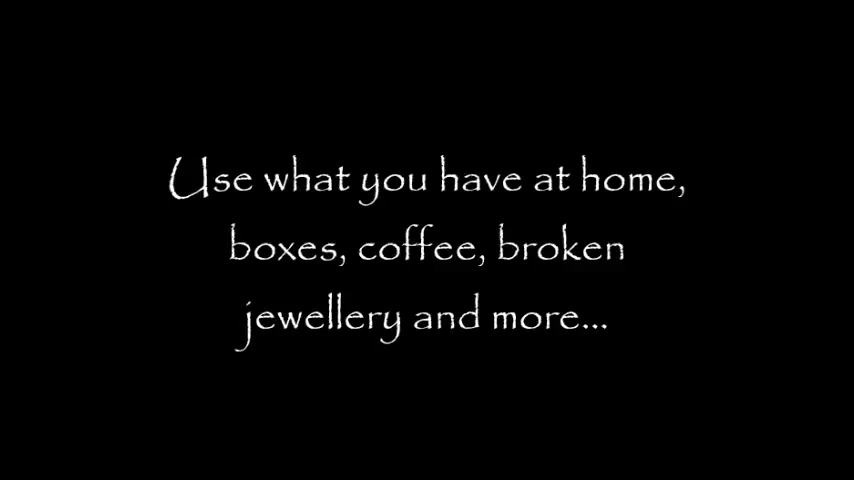 Use what you have at home,
boxes, coffee, broken
jewellery and more...